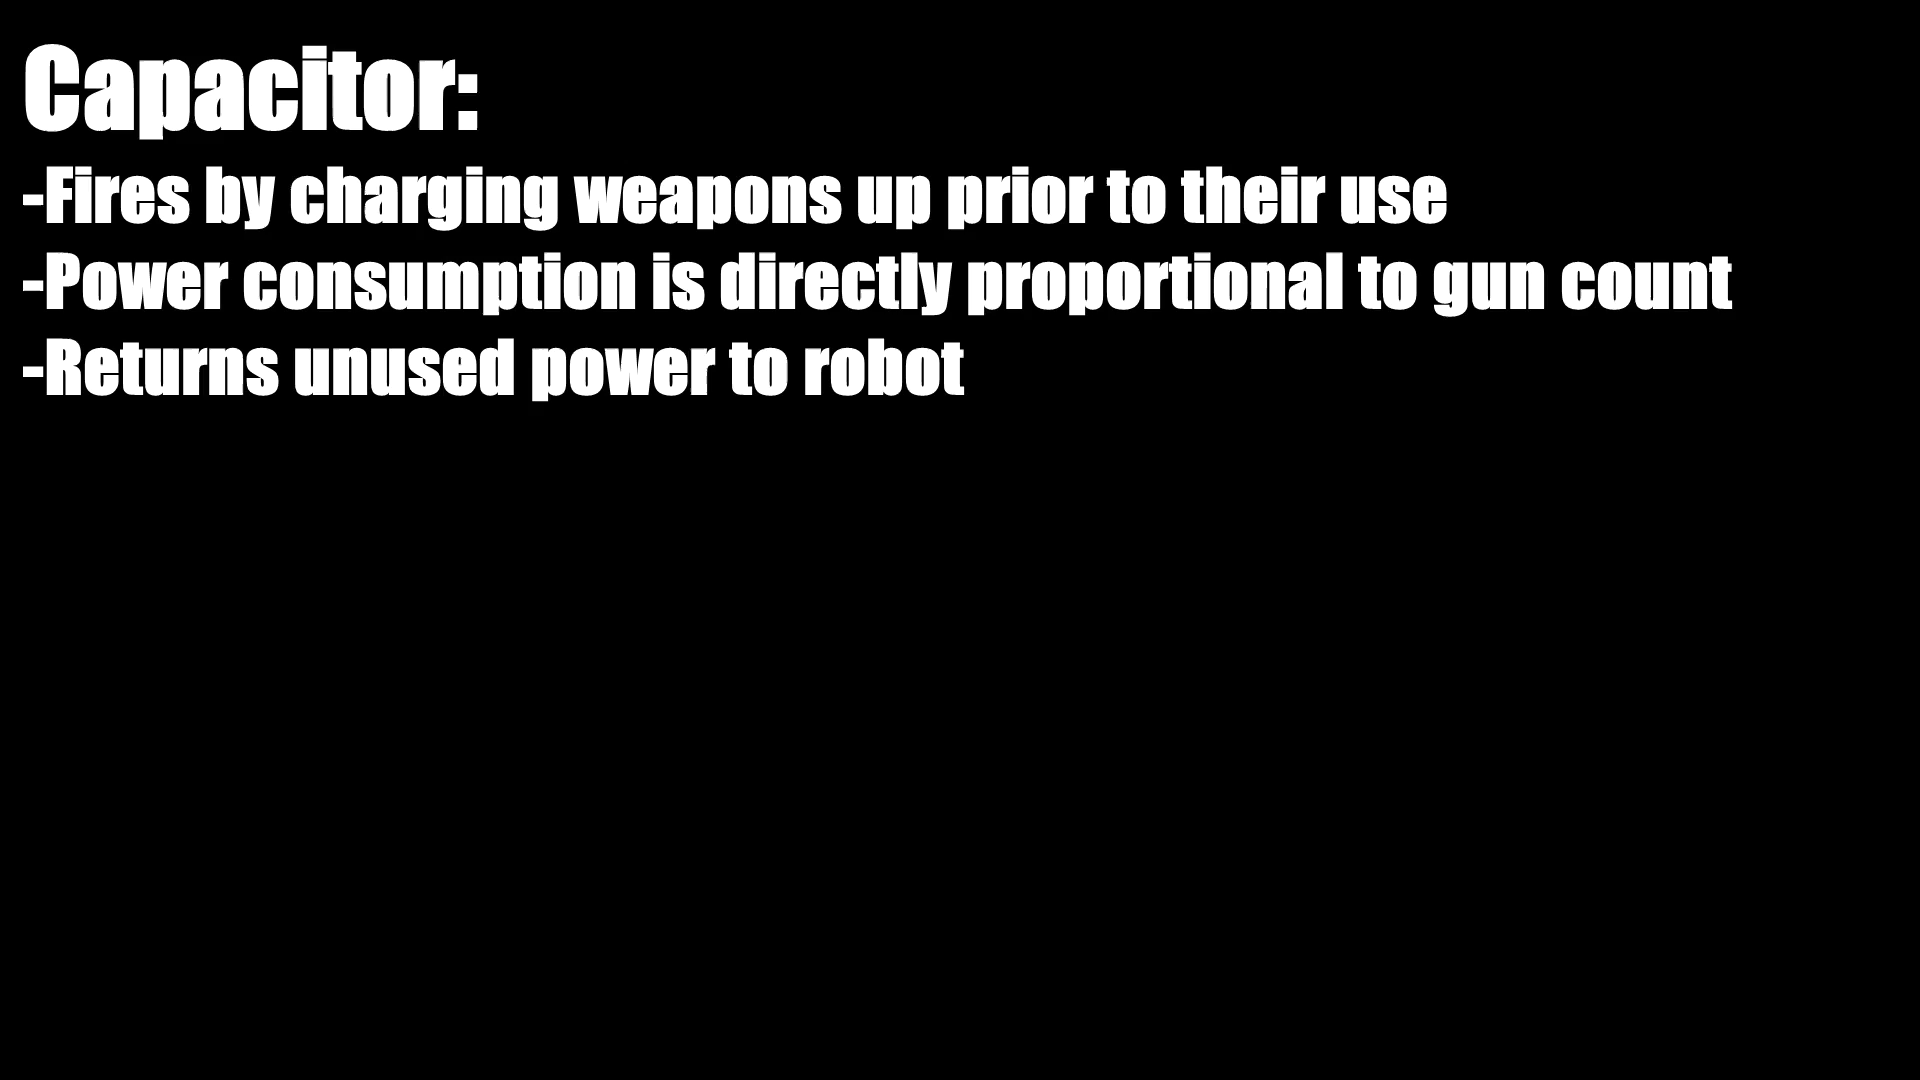 Capacitor:
-Fires by charging weapons up prior to their use
-Power consumption is directly proportional to gun count
-Returns unused power to robot